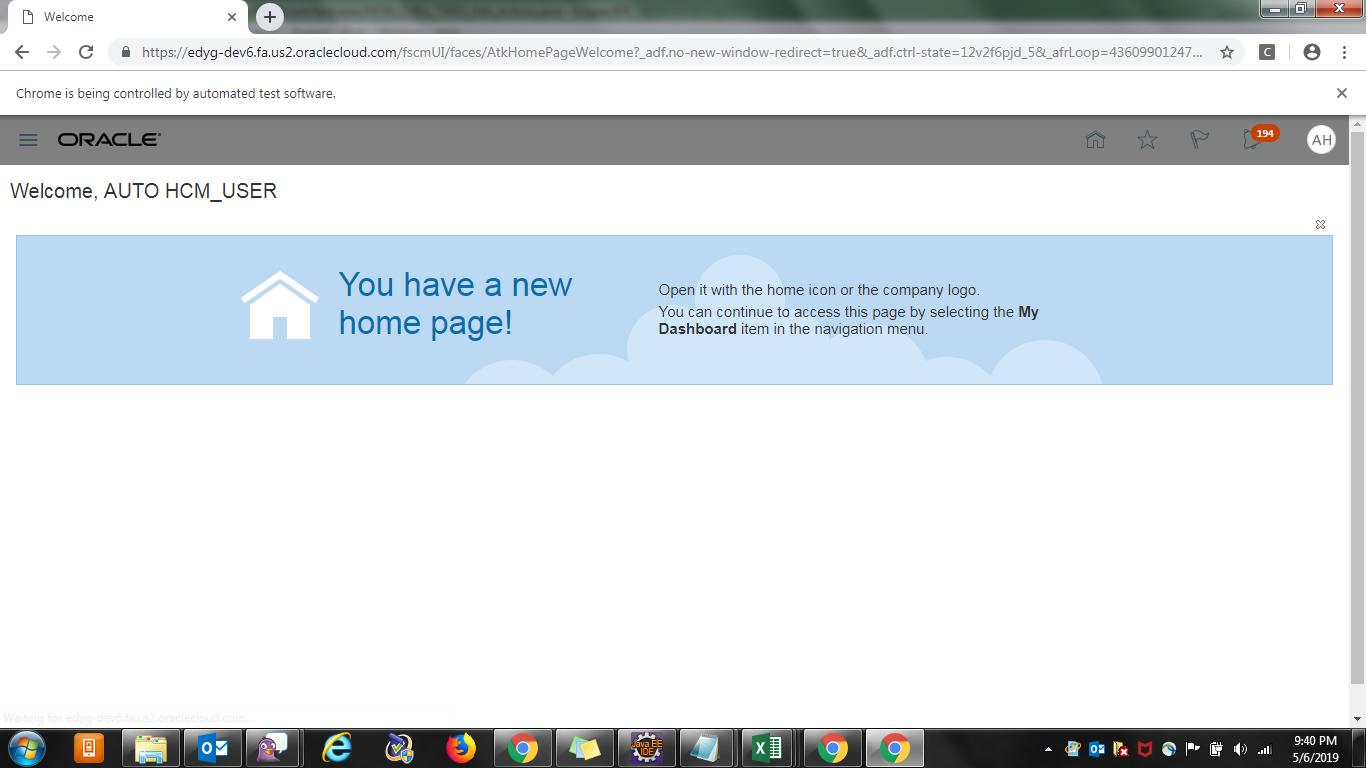 Welcome
https://edyg-dev6.fa.us2.oraclecloud.com/fscmUI/faces/AtkHomePageWelcome?_adf.no-new-window-redirect=true&_adf.ctrl-state=12v2f6pjd_5&_afrLoop=43609901247...
C
Chrome is being controlled by automated test software.
ORACLE
194
AH
Welcome, AUTO HCM_USER
You have a new
home page!
Open it with the home icon or the company logo.
You can continue to access this page by selecting the My
Dashboard item in the navigation menu.
Waiting for edyg-dev6.fa.us2.oraclecloud.com...
Java EE
IDE
9:40 PM
5/6/2019